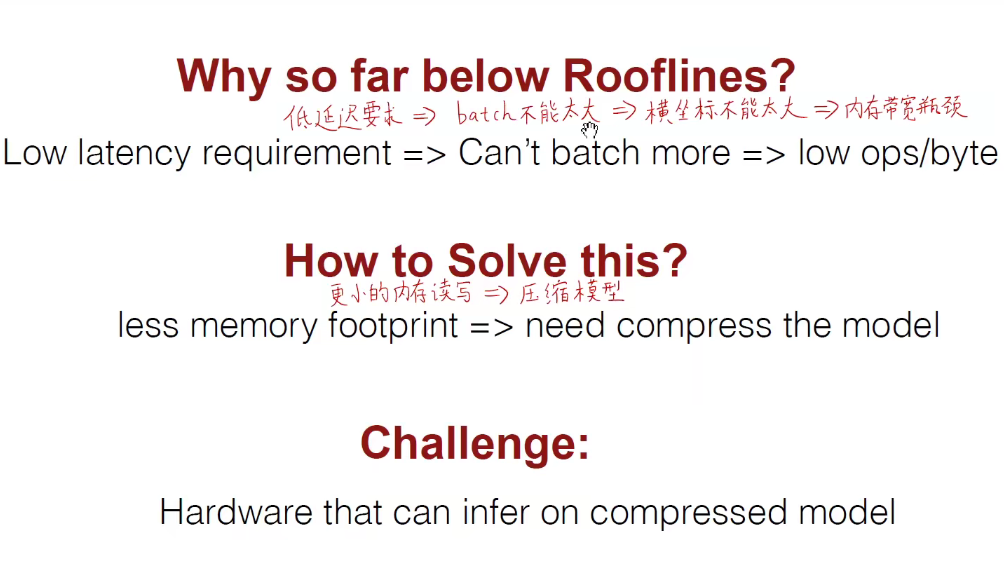 Why so far below Rooflines?
低延迟要求 => batch不能太大 => 横坐标不能太大 => 内存带宽瓶颈
Low latency requirement => Can't batch more => low ops/byte
How to Solve this?
更小的内存读写 => 压缩模型
less memory footprint => need compress the model
Challenge:
Hardware that can infer on compressed model